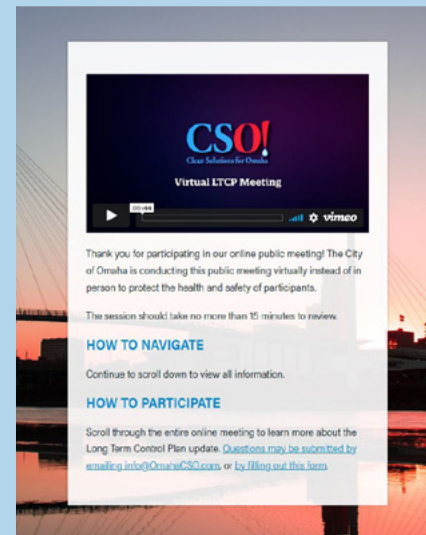 CSO!
Clean Solutions for Omaha
Virtual LTCP Meeting
00:44
vimeo
Thank you for participating in our online public meeting! The City
of Omaha is conducting this public meeting virtually instead of in
person to protect the health and safety of participants.
The session should take no more than 15 minutes to review.
HOW TO NAVIGATE
Continue to scroll down to view all information.
HOW TO PARTICIPATE
Scroll through the entire online meeting to learn more about the
Long Term Control Plan update. Questions may be submitted by
emailing info@OmahaCSO.com, or by filling out this form.